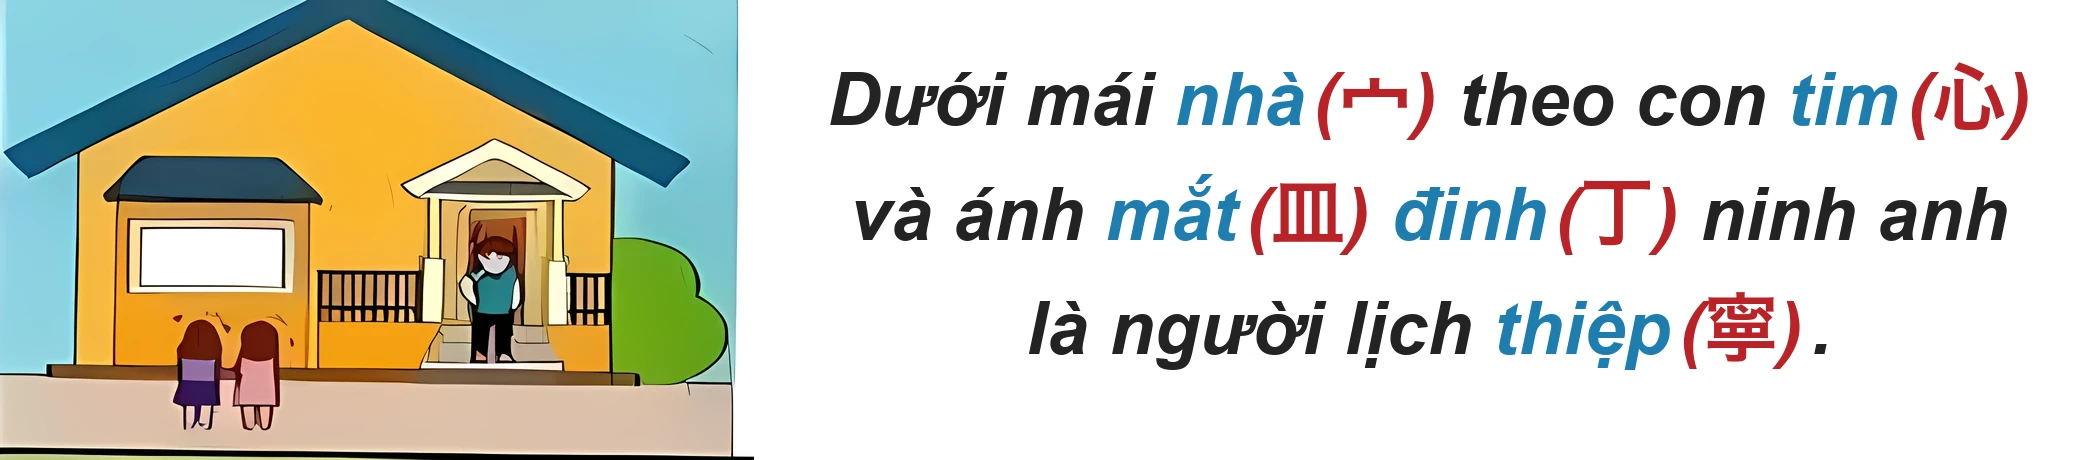 Dưới mái nhà(宀) theo con tim(心)
và ánh mắt(皿) đinh(丁) ninh anh
là người lịch thiệp(寧).